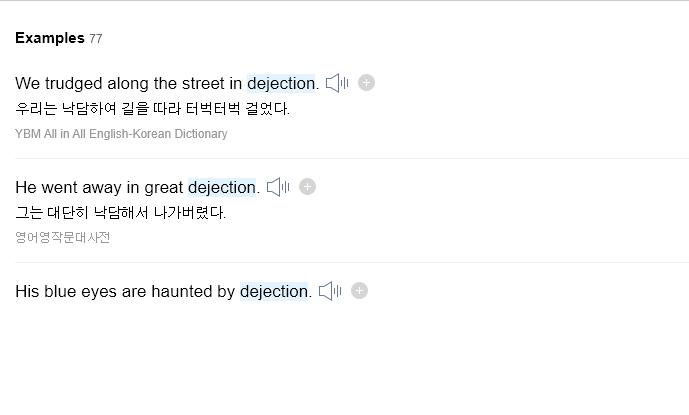 Examples 77
We trudged along the street in dejection.
우리는 낙담하여 길을 따라 터벅터벅 걸었다.
YBM All in All English-Korean Dictionary
He went away in great dejection.
그는 대단히 낙담해서 나가버렸다.
영어영작문대사전
His blue eyes are haunted by dejection.